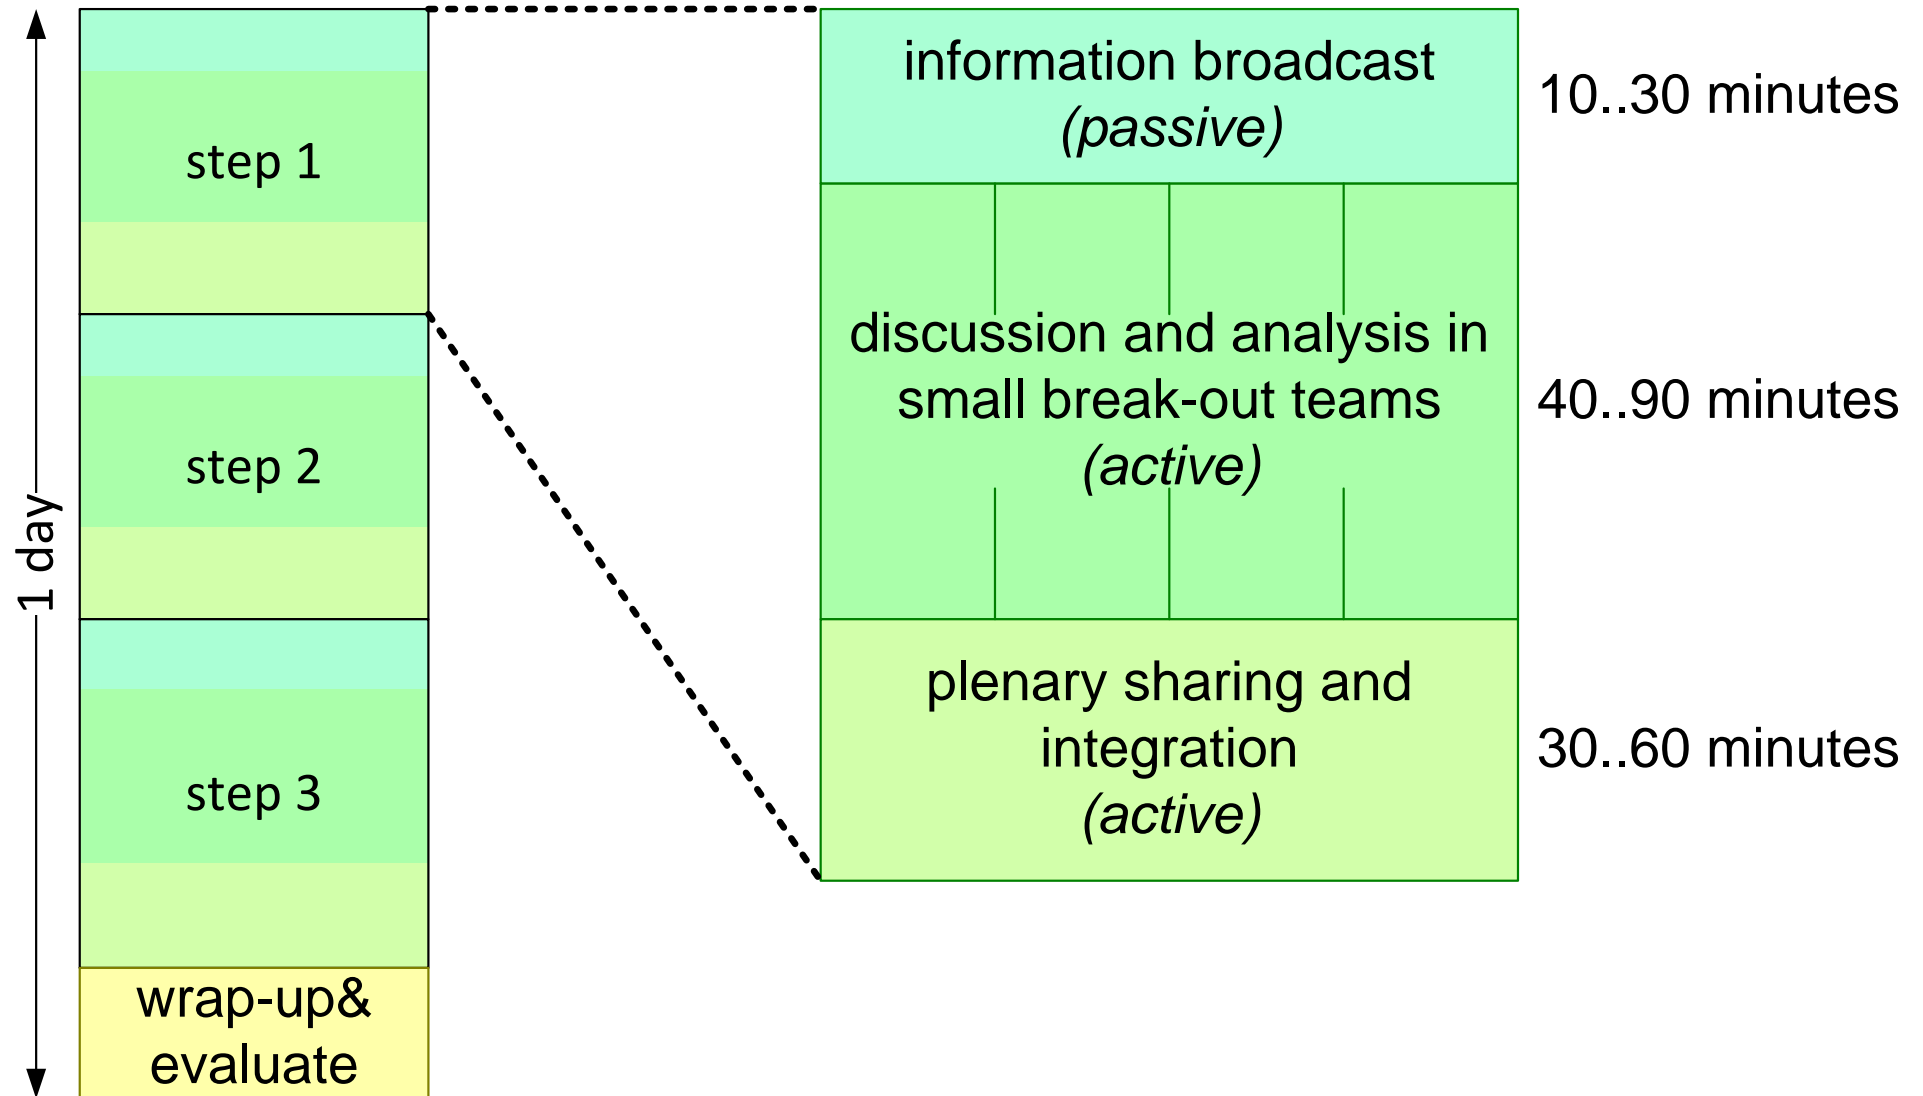 1 day
step 1
step 2
step 3
wrap-up&
evaluate
information broadcast
(passive)
10..30 minutes
discussion and analysis in
small break-out teams
(active)
40..90 minutes
plenary sharing and
integration
(active)
30..60 minutes